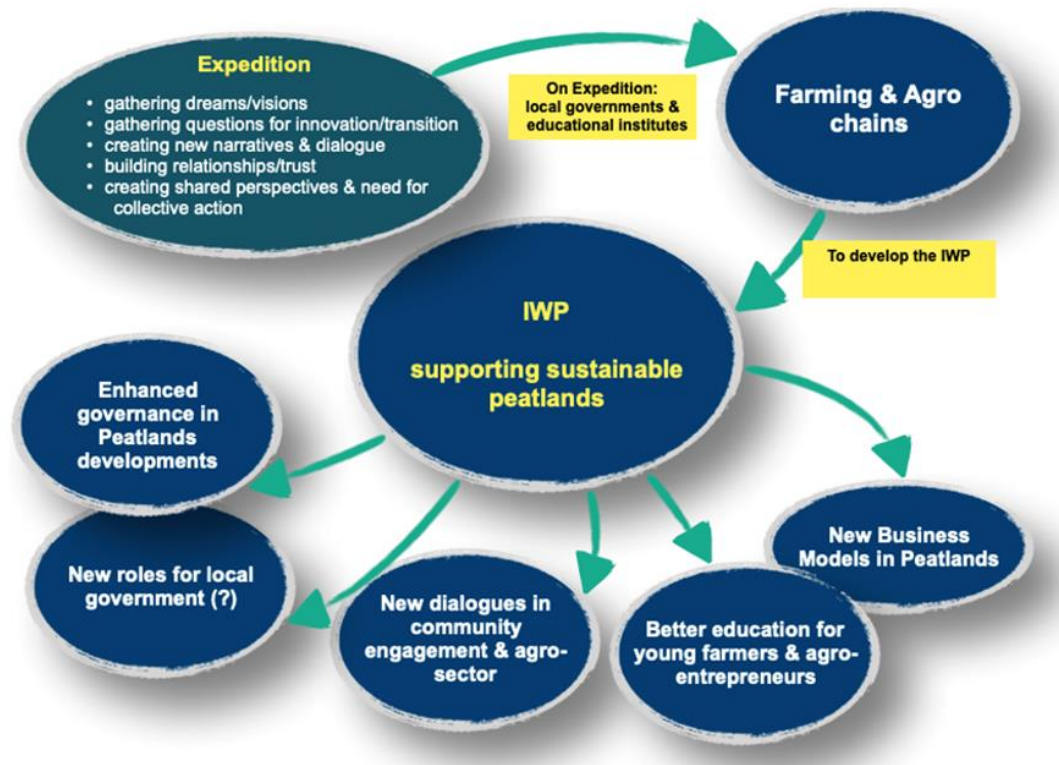 Expedition
• gathering dreams/visions
• gathering questions for innovation/transition
• creating new narratives & dialogue
• building relationships/trust
• creating shared perspectives & need for
collective action
On Expedition:
local governments &
educational institutes
Farming & Agro
chains
To develop the IWP
IWP
supporting sustainable
peatlands
Enhanced
governance in
Peatlands
developments
New roles for local
government (?)
New dialogues in
community
engagement & agro-
sector
Better education for
young farmers & agro-
entrepreneurs
New Business
Models in Peatlands